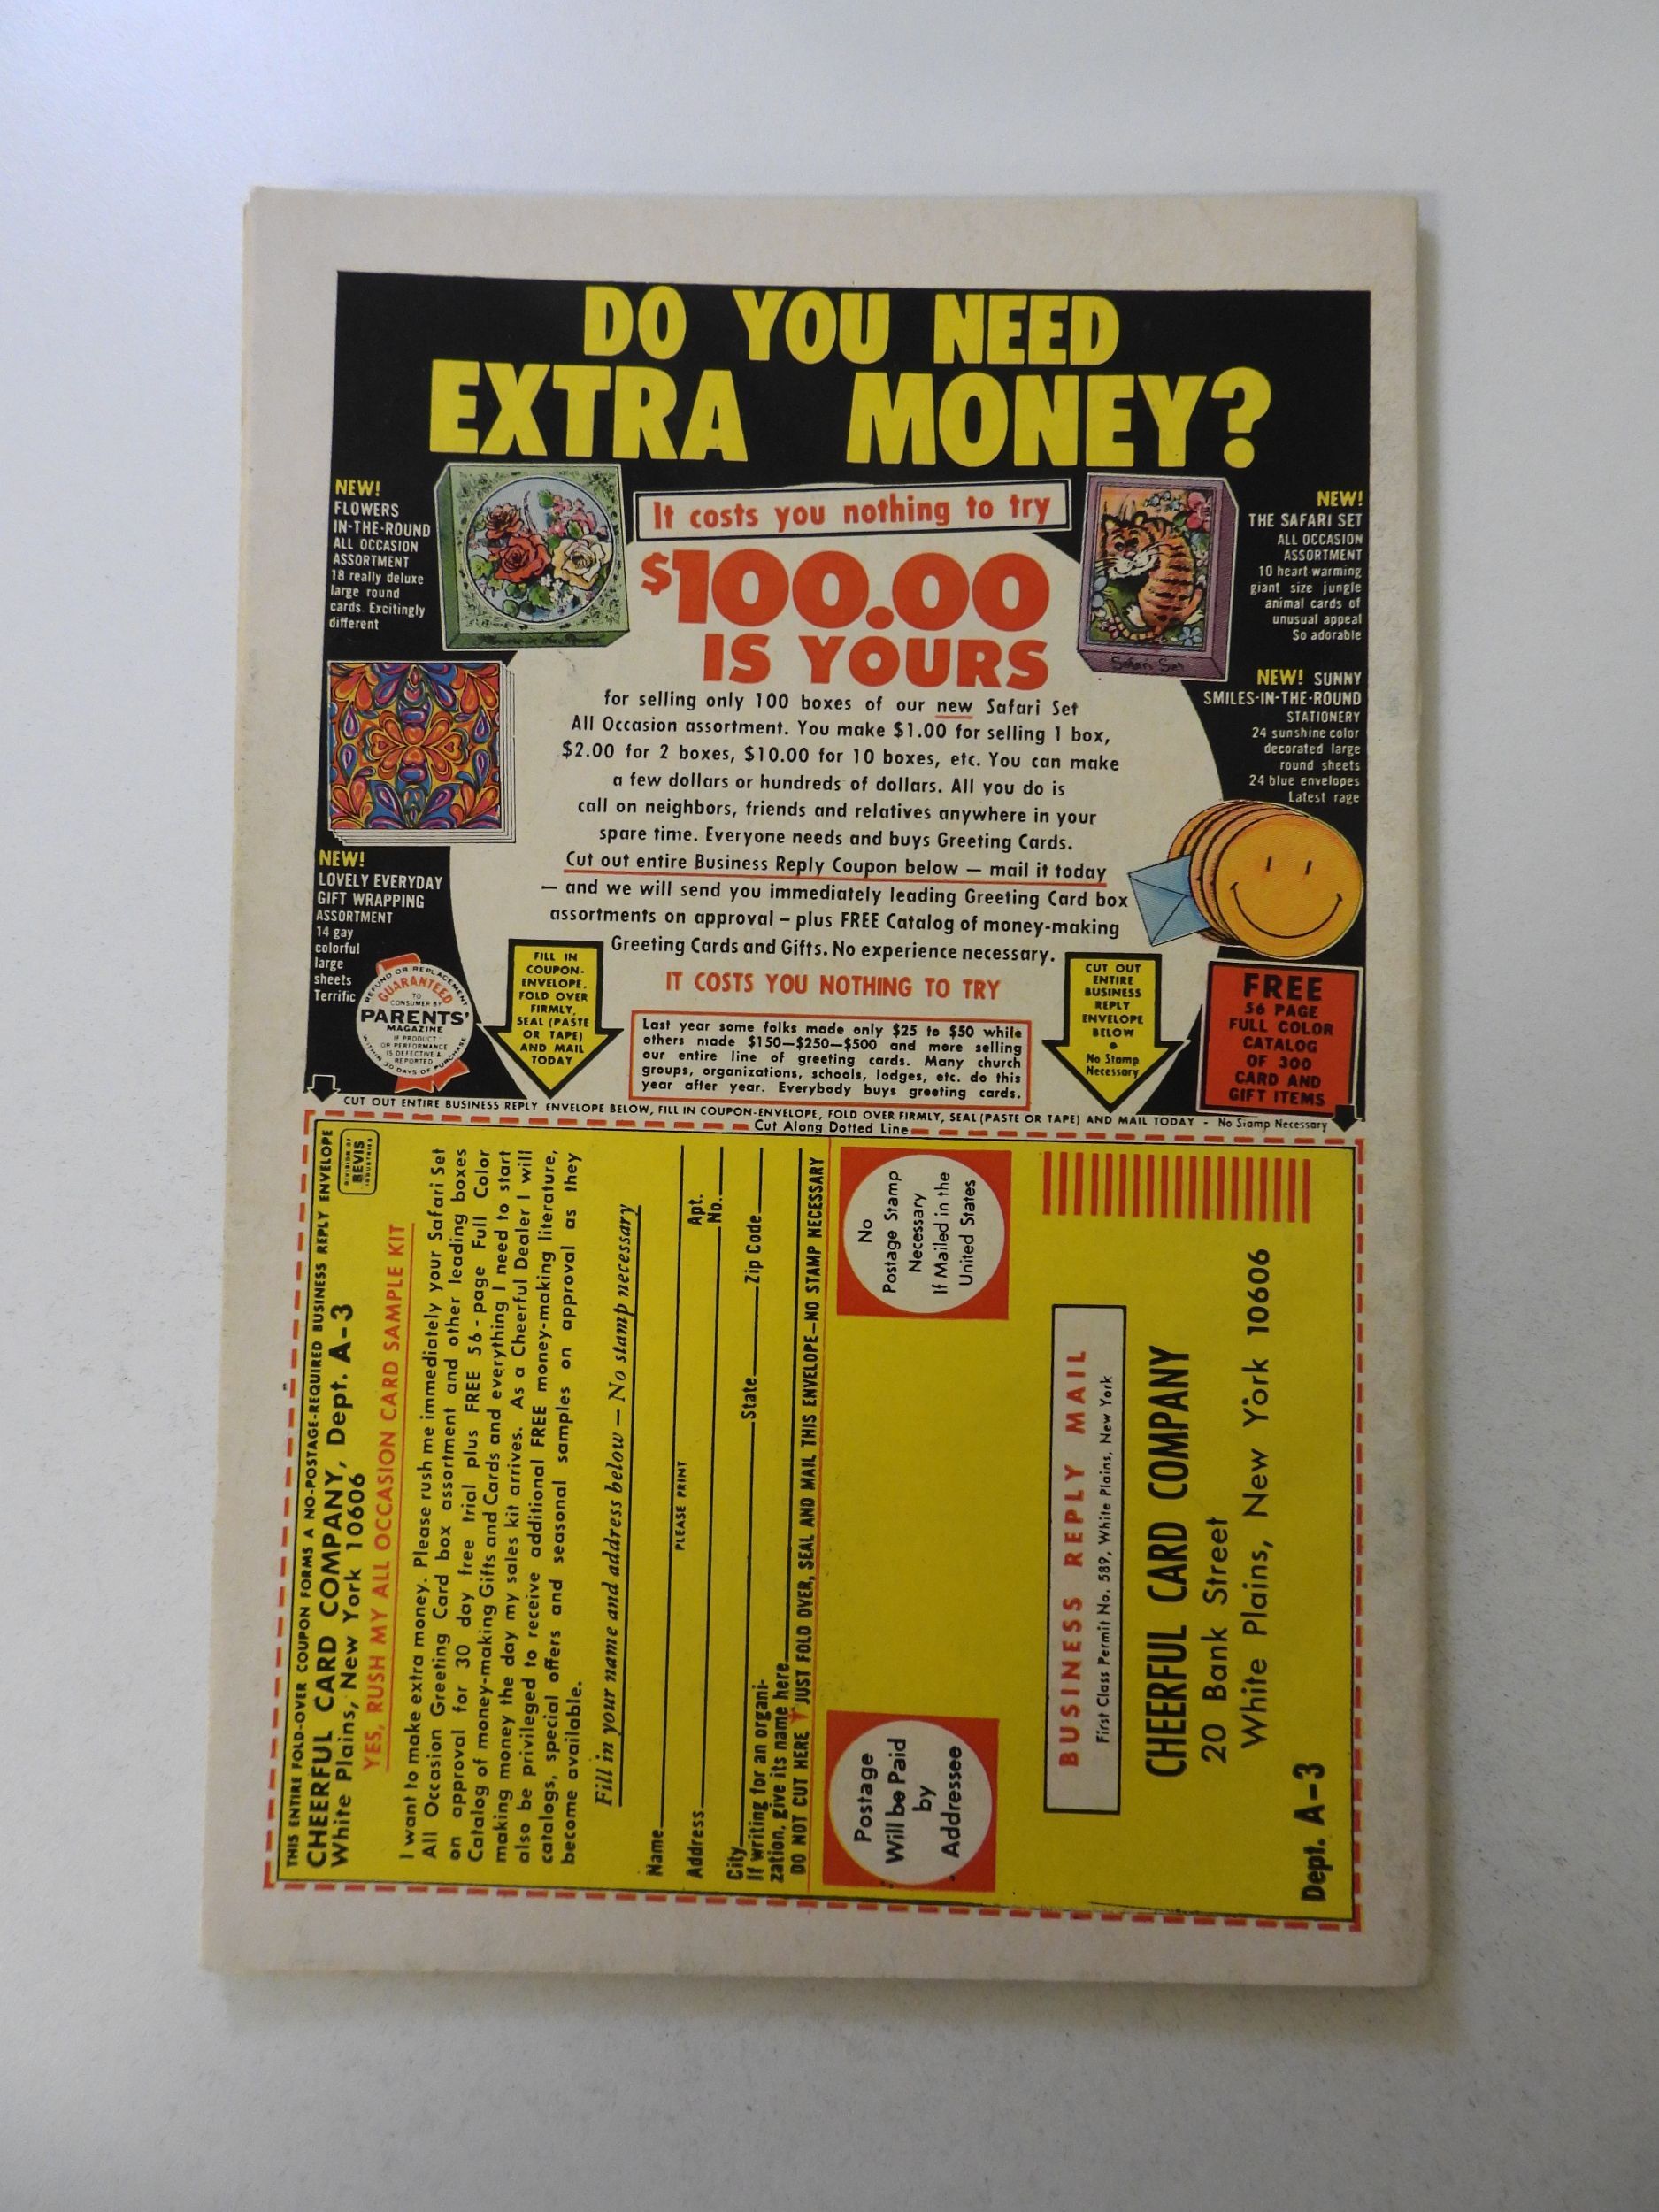 DO YOU NEED
EXTRA MONEY?
NEW!
FLOWERS
IN-THE-ROUND
ALL OCCASION
ASSORTMENT
18 really deluxe
large round
cards. Excitingly
different
It costs you nothing to try
$100.00
IS YOURS
Safari Set
NEW!
THE SAFARI SET
ALL OCCASION
ASSORTMENT
10 heart-warming
giant size jungle
animal cards of
unusual appeal
So adorable
for selling only 100 boxes of our new Safari Set
All Occasion assortment. You make $1.00 for selling 1 box,
$2.00 for 2 boxes, $10.00 for 10 boxes, etc. You can make
a few dollars or hundreds of dollars. All you do is
call on neighbors, friends and relatives anywhere in your
spare time. Everyone needs and buys Greeting Cards.
Cut out entire Business Reply Coupon below — mail it today
— and we will send you immediately leading Greeting Card box
assortments on approval – plus FREE Catalog of money-making
Greeting Cards and Gifts. No experience necessary.
IT COSTS YOU NOTHING TO TRY
NEW! SUNNY
SMILES-IN-THE-ROUND
STATIONERY
24 sunshine color
decorated large
round sheets
24 blue envelopes
Latest rage
NEW!
LOVELY EVERYDAY
GIFT WRAPPING
ASSORTMENT
14 gay
colorful
large
sheets
Terrific
REFUND OR REPLACEMENT
GUARANTEED
TO
CONSUMER BY
PARENTS'
MAGAZINE
IF PRODUCT
OR PERFORMANCE
IS DEFECTIVE &
REPORTED
WITHIN 30 DAYS OF PURCHASE
FILL IN
COUPON-
ENVELOPE,
FOLD OVER
FIRMLY,
SEAL (PASTE
OR TAPE)
AND MAIL
TODAY
Last year some folks made only $25 to $50 while
others made $150—$250—$500 and more selling
our entire line of greeting cards. Many church
groups, organizations, schools, lodges, etc. do this
year after year. Everybody buys greeting cards.
CUT OUT
ENTIRE
BUSINESS
REPLY
ENVELOPE
BELOW
•
No Stamp
Necessary
FREE
56 PAGE
FULL COLOR
CATALOG
OF 300
CARD AND
GIFT ITEMS
CUT OUT ENTIRE BUSINESS REPLY ENVELOPE BELOW, FILL IN COUPON-ENVELOPE, FOLD OVER FIRMLY, SEAL (PASTE OR TAPE) AND MAIL TODAY - No Stamp Necessary
Cut Along Dotted Line
THIS ENTIRE FOLD-OVER COUPON FORMS A NO-POSTAGE-REQUIRED BUSINESS REPLY ENVELOPE
CHEERFUL CARD COMPANY, Dept. A-3
White Plains, New York 10606
DIVISION OF
BEVIS
INDUSTRIES
YES, RUSH MY ALL OCCASION CARD SAMPLE KIT
I want to make extra money. Please rush me immediately your Safari Set
All Occasion Greeting Card box assortment and other leading boxes
on approval for 30 day free trial plus FREE 56-page Full Color
Catalog of money-making Gifts and Cards and everything I need to start
making money the day my sales kit arrives. As a Cheerful Dealer I will
also be privileged to receive additional FREE money-making literature,
catalogs, special offers and seasonal samples on approval as they
become available.
Fill in your name and address below — No stamp necessary
Name
PLEASE PRINT
Address Apt. No.
City State Zip Code
If writing for an organi-
zation, give its name here
DO NOT CUT HERE JUST FOLD OVER, SEAL AND MAIL THIS ENVELOPE—NO STAMP NECESSARY
Postage
Will be Paid
by
Addressee
No
Postage Stamp
Necessary
If Mailed in the
United States
BUSINESS REPLY MAIL
First Class Permit No. 589, White Plains, New York
CHEERFUL CARD COMPANY
20 Bank Street
White Plains, New York 10606
Dept. A-3